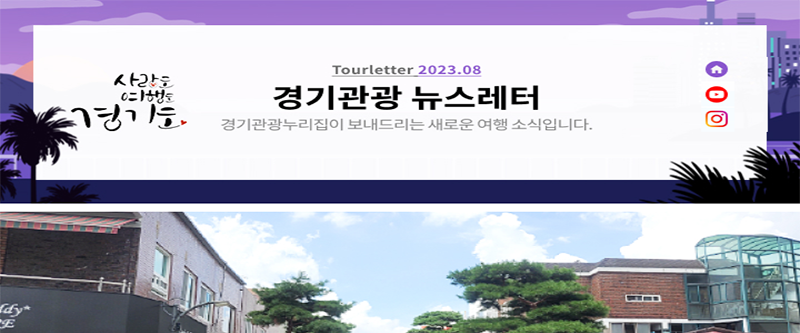 Tourletter 2023.08
사람도
여행도
경기도
경기관광 뉴스레터
경기관광누리집이 보내드리는 새로운 여행 소식입니다.